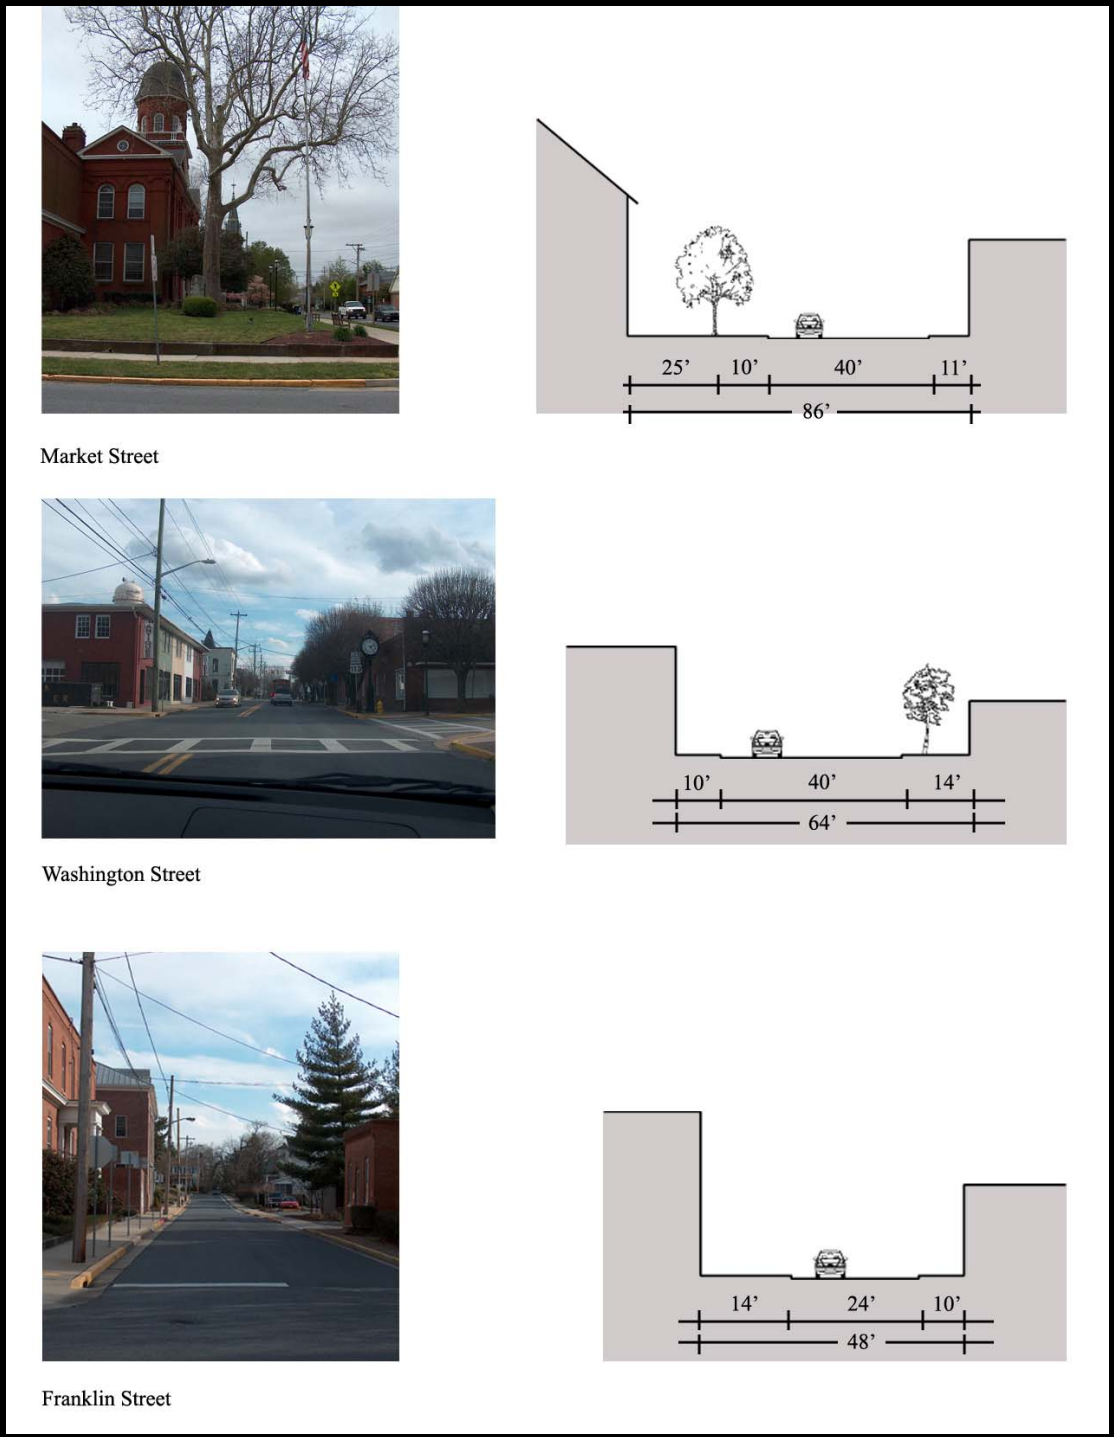 25’ 10’ 40’ 11’
86’
Market Street
10’ 40’ 14’
64’
Washington Street
14’ 24’ 10’
48’
Franklin Street